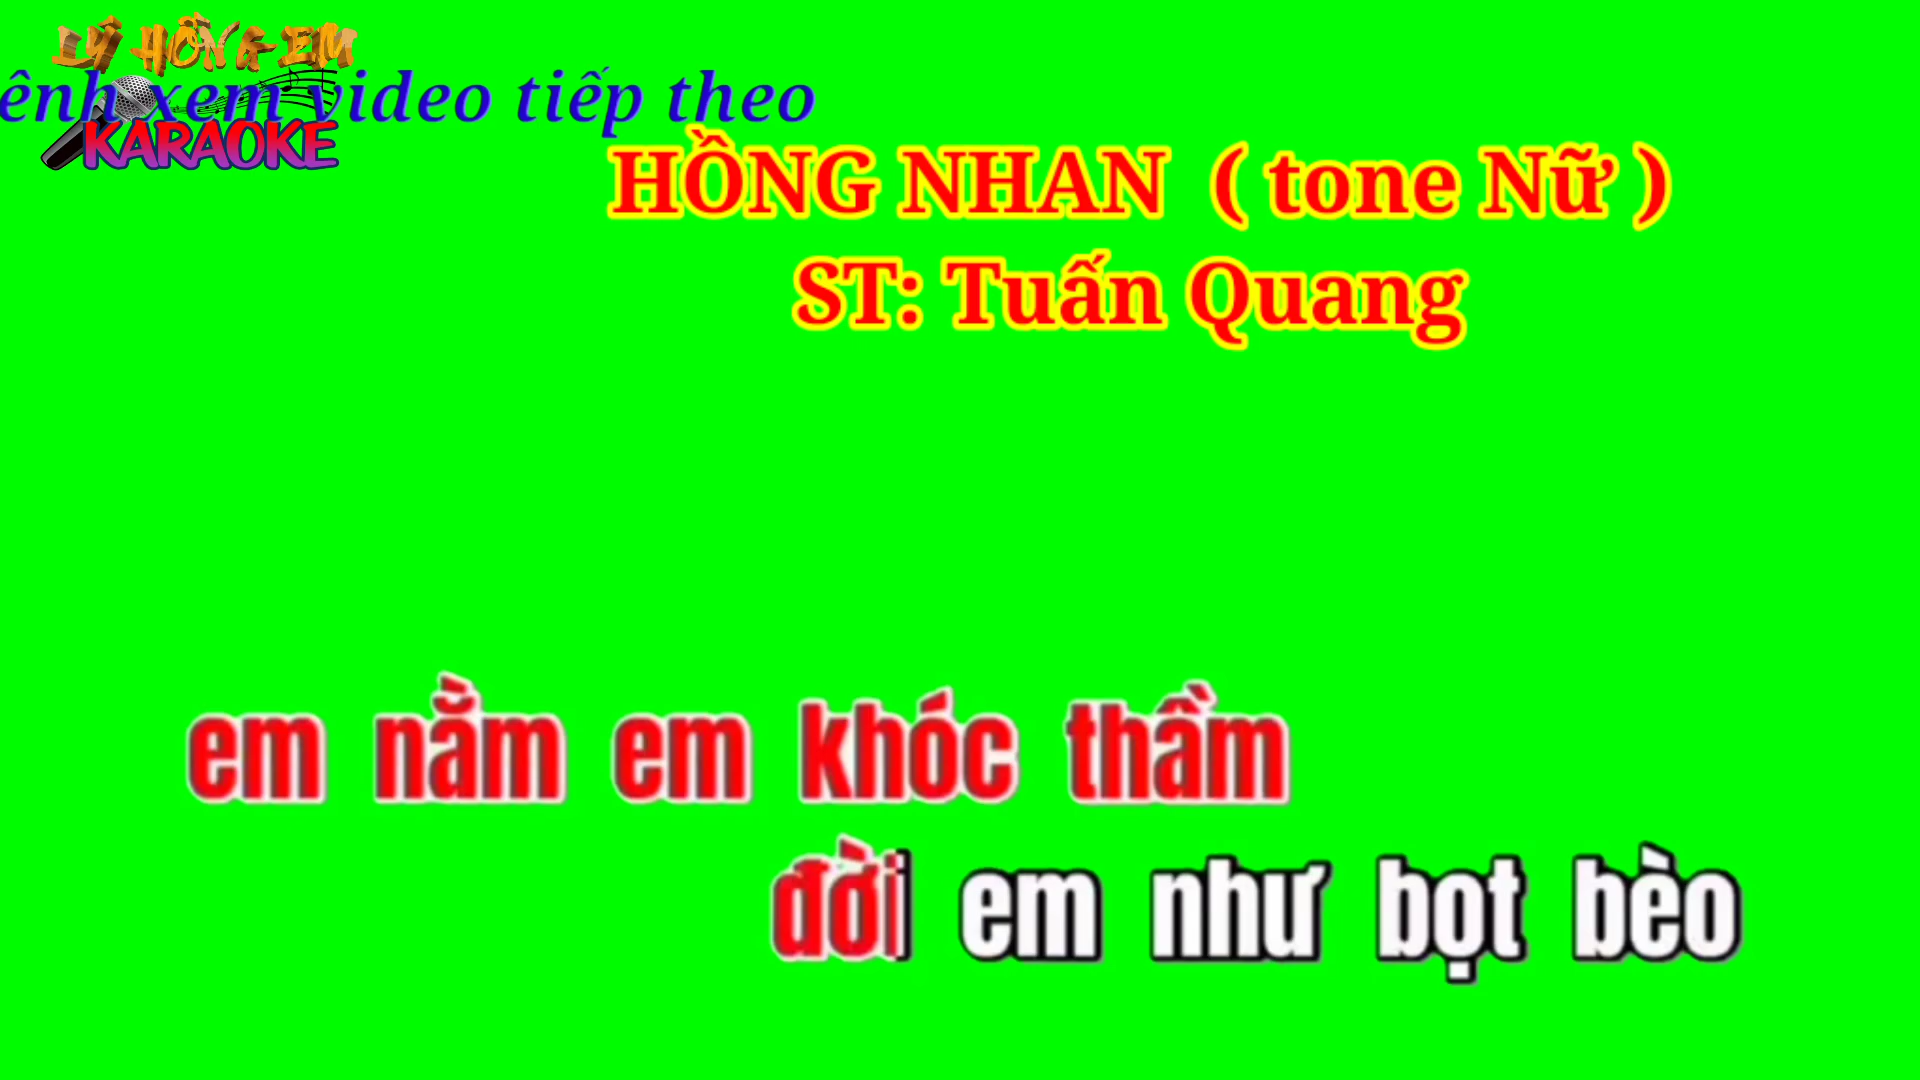 LÝ HỒNG EM
ênh xem video tiếp theo
KARAOKE
HỒNG NHAN ( tone Nữ )
ST: Tuấn Quang
em nằm em khóc thầm
đời em như bọt bèo